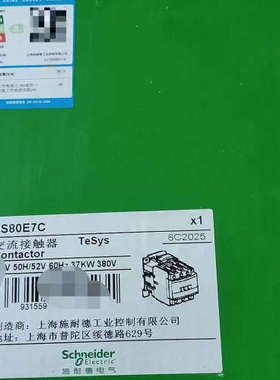 S80E7C
x1
交流接触器
TeSys
8C2025
ontactor
V 50H/52V 60Hz 37KW 380V
931559
制造商：上海施耐德工业控制有限公司
上海市普陀区绥德路629号
Schneider
Electric
施耐德电气